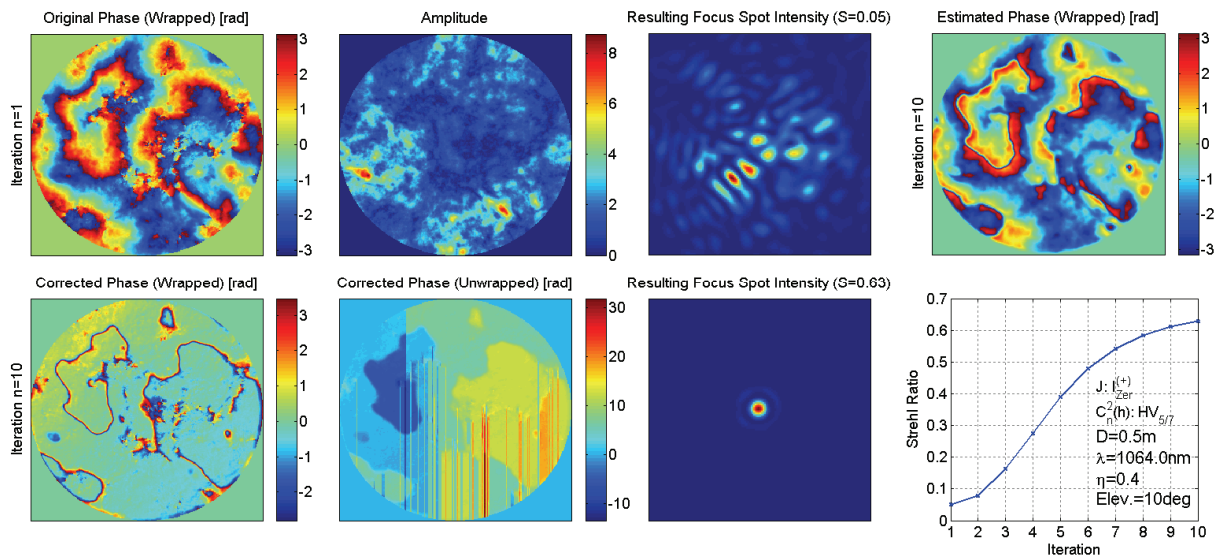 Original Phase (Wrapped) [rad]
Amplitude
Resulting Focus Spot Intensity (S=0.05)
Estimated Phase (Wrapped) [rad]
Iteration n=1
3
2
1
0
-1
-2
-3
8
6
4
2
0
Iteration n=10
3
2
1
0
-1
-2
-3
Corrected Phase (Wrapped) [rad]
Corrected Phase (Unwrapped) [rad]
Resulting Focus Spot Intensity (S=0.63)
Iteration n=10
3
2
1
0
-1
-2
30
20
10
0
-10
Strehl Ratio
0.7
0.6
0.5
0.4
0.3
0.2
0.1
0
J: I_Zer^(+)
C_n^2(h): HV_5/7
D=0.5m
λ=1064.0nm
η=0.4
Elev.=10deg
1 2 3 4 5 6 7 8 9 10
Iteration